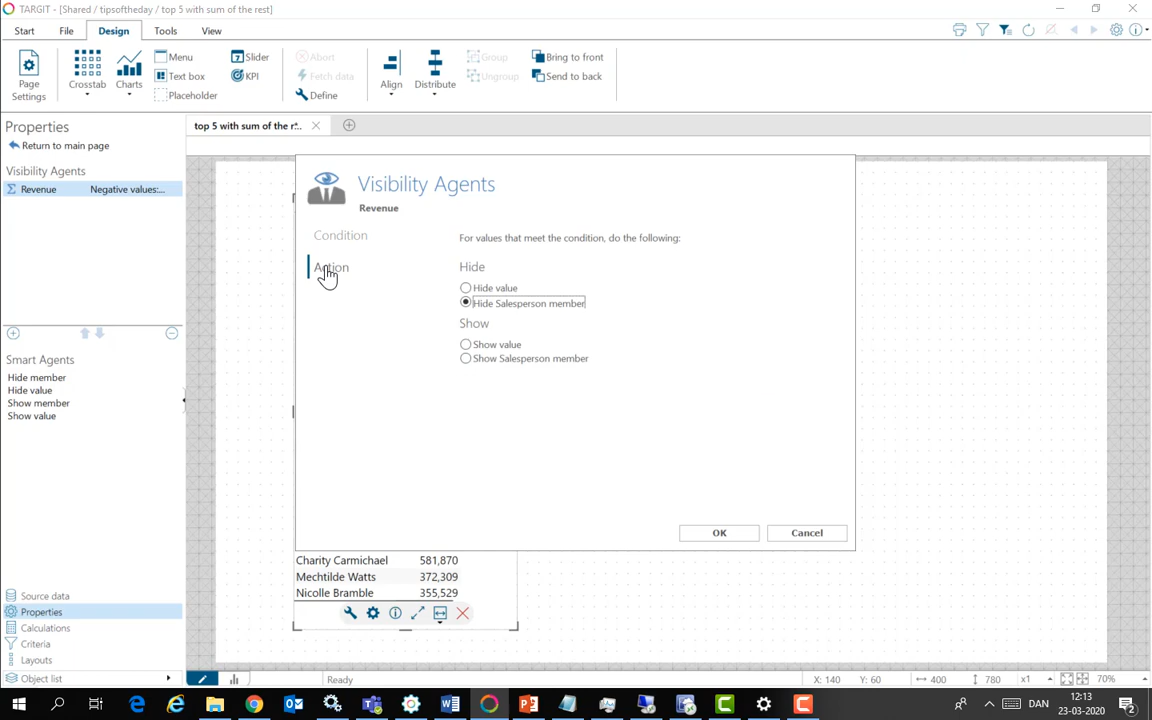 TARGIT - [Shared / tipsoftheday / top 5 with sum of the rest]
Start File Design Tools View
Page Settings
Crosstab
Charts
Menu
Text box
Placeholder
Slider
KPI
Abort
Fetch data
Define
Align
Distribute
Group
Ungroup
Bring to front
Send to back
Properties
top 5 with sum of the r...
Return to main page
Visibility Agents
Revenue Negative values:...
Smart Agents
Hide member
Hide value
Show member
Show value
Source data
Properties
Calculations
Criteria
Layouts
Object list
Visibility Agents
Revenue
Condition
Action
For values that meet the condition, do the following:
Hide
Hide value
Hide Salesperson member
Show
Show value
Show Salesperson member
OK Cancel
Charity Carmichael 581,870
Mechtilde Watts 372,309
Nicolle Bramble 355,529
Ready
X: 140 Y: 60 400 780 x1 70%
DAN
12:13
23-03-2020
2